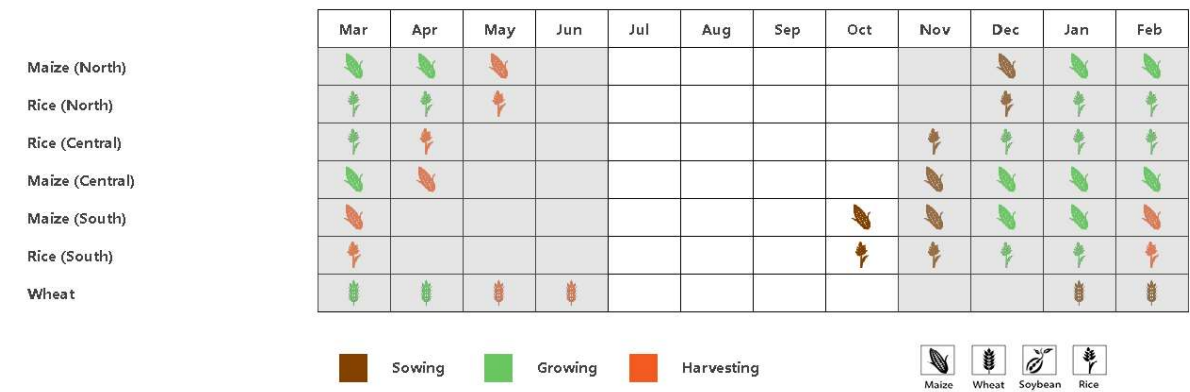 Mar Apr May Jun Jul Aug Sep Oct Nov Dec Jan Feb
Maize (North)
Rice (North)
Rice (Central)
Maize (Central)
Maize (South)
Rice (South)
Wheat
Sowing Growing Harvesting
Maize Wheat Soybean Rice